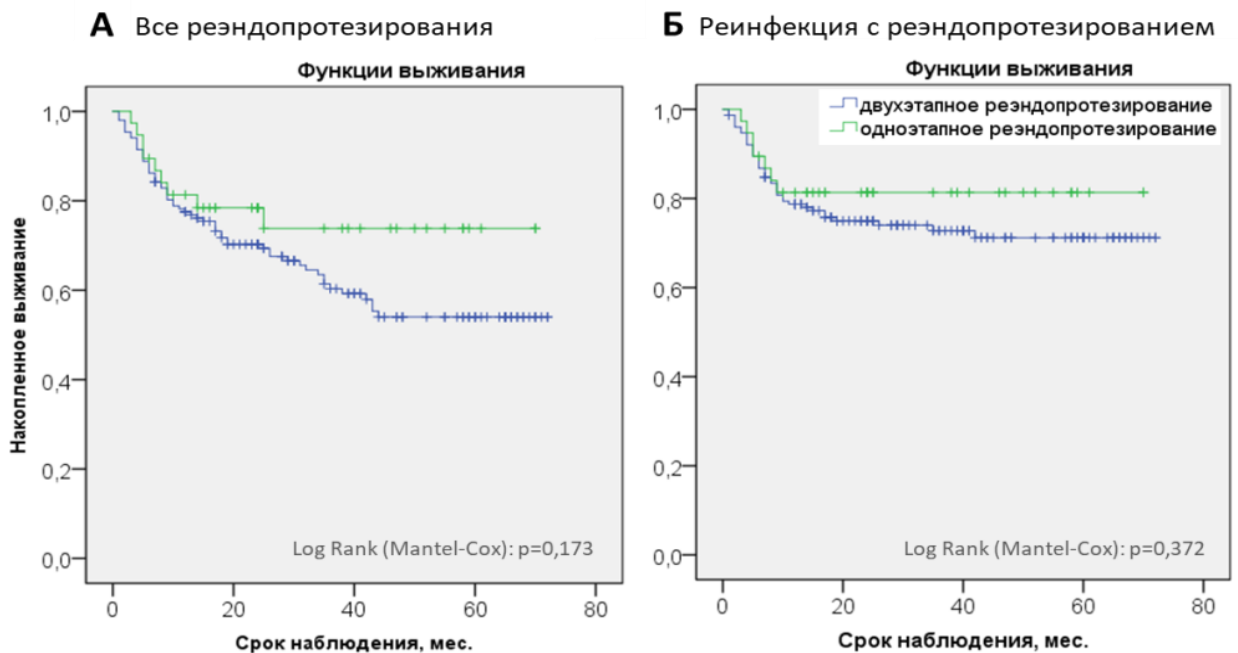 А Все реэндопротезирования
Функции выживания
Накопленное выживание
1,0
0,8
0,6
0,4
0,2
0,0
Log Rank (Mantel-Cox): p=0,173
0 20 40 60 80
Срок наблюдения, мес.
Б Реинфекция с реэндопротезированием
Функции выживания
двухэтапное реэндопротезирование
одноэтапное реэндопротезирование
1,0
0,8
0,6
0,4
0,2
0,0
Log Rank (Mantel-Cox): p=0,372
0 20 40 60 80
Срок наблюдения, мес.